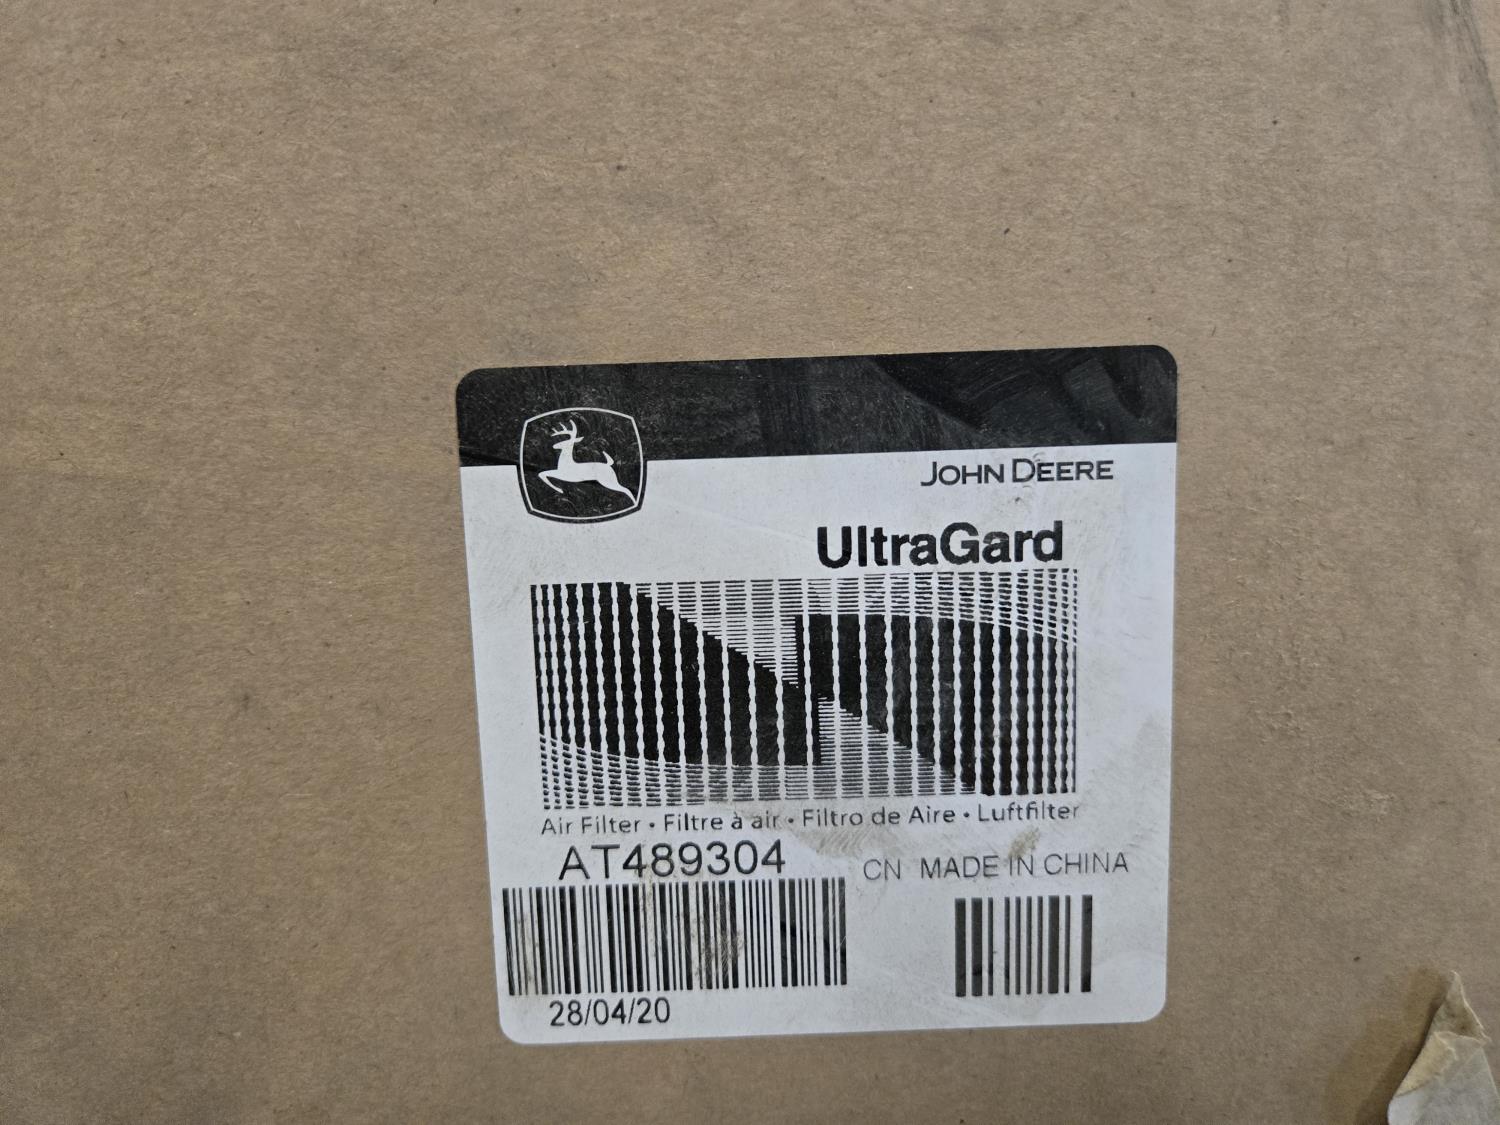 JOHN DEERE
UltraGard
Air Filter • Filtre à air • Filtro de Aire • Luftfilter
AT489304 CN MADE IN CHINA
28/04/20